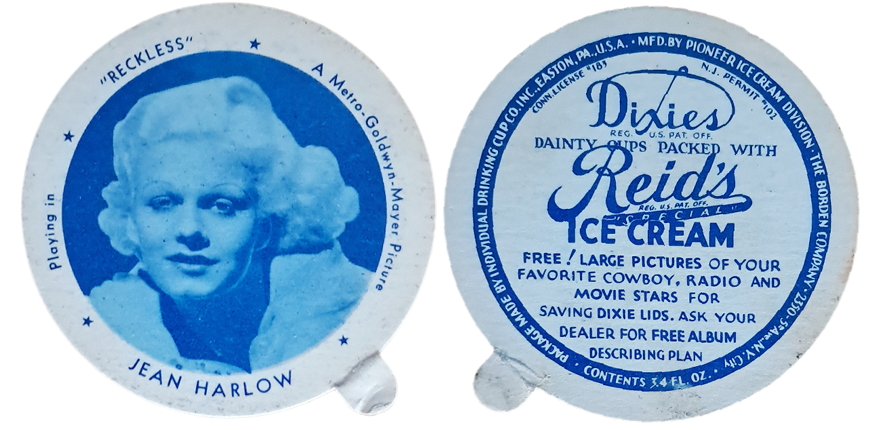 Playing in
"RECKLESS"
A Metro-Goldwyn-Mayer Picture
JEAN HARLOW
PACKAGE MADE BY INDIVIDUAL DRINKING CUP CO. INC., EASTON, PA., U.S.A. · MFD. BY PIONEER ICE CREAM DIVISION · THE BORDEN COMPANY · 2350-5th Ave., N.Y. City ·
CONTENTS 3.4 FL. OZ.
CONN. LICENSE #183
N.J. PERMIT #102
Dixies
REG. U.S. PAT. OFF.
DAINTY CUPS PACKED WITH
Reid's
REG. U.S. PAT. OFF.
"SPECIAL"
ICE CREAM
FREE! LARGE PICTURES OF YOUR
FAVORITE COWBOY, RADIO AND
MOVIE STARS FOR
SAVING DIXIE LIDS. ASK YOUR
DEALER FOR FREE ALBUM
DESCRIBING PLAN